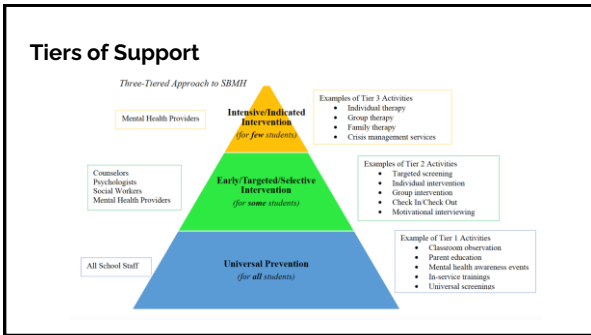 Tiers of Support
Three-Tiered Approach to SBMH
Mental Health Providers
Intensive/Indicated
Intervention
(for few students)
Examples of Tier 3 Activities
• Individual therapy
• Group therapy
• Family therapy
• Crisis management services
Counselors
Psychologists
Social Workers
Mental Health Providers
Early/Targeted/Selective
Intervention
(for some students)
Examples of Tier 2 Activities
• Targeted screening
• Individual intervention
• Group intervention
• Check In/Check Out
• Motivational interviewing
All School Staff
Universal Prevention
(for all students)
Example of Tier 1 Activities
• Classroom observation
• Parent education
• Mental health awareness events
• In-service trainings
• Universal screenings